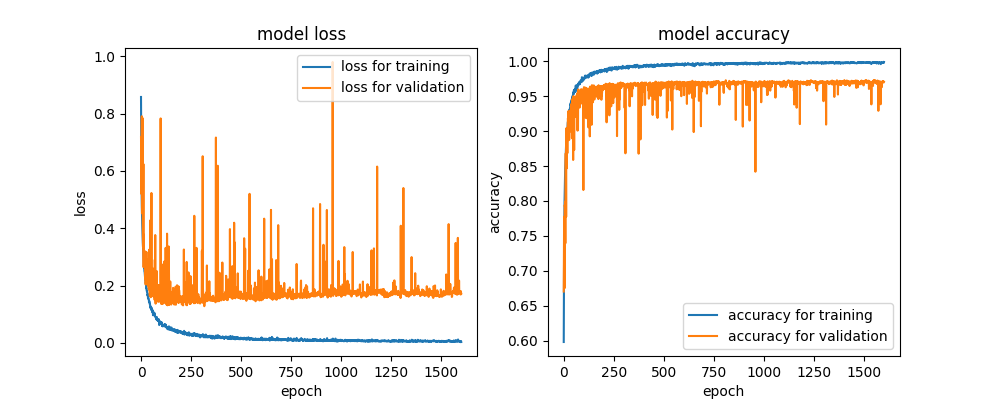 model loss
1.0
0.8
0.6
0.4
0.2
0.0
loss
0
250
500
750
1000
1250
1500
epoch
loss for training
loss for validation
model accuracy
1.00
0.95
0.90
0.85
0.80
0.75
0.70
0.65
0.60
accuracy
0
250
500
750
1000
1250
1500
epoch
accuracy for training
accuracy for validation